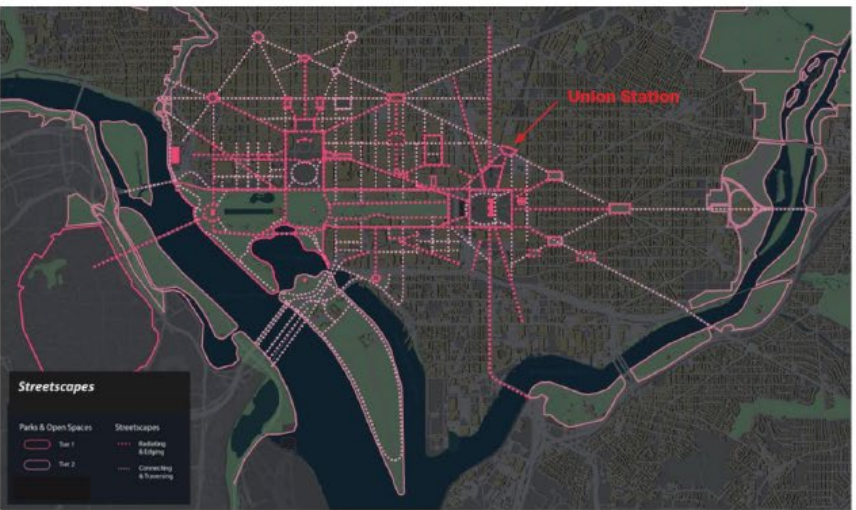 Union Station
Streetscapes
Parks & Open Spaces
Tier 1
Tier 2
Streetscapes
Radiating
& Edging
Connecting
& Traversing